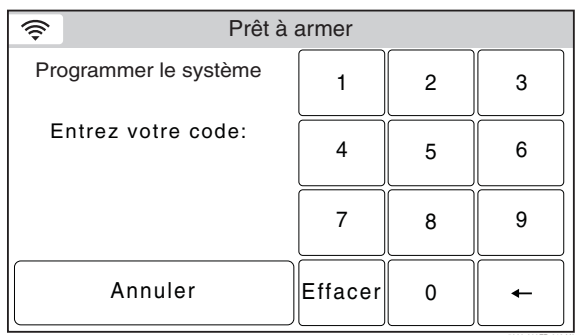 Prêt à armer
Programmer le système
Entrez votre code:
1 2 3
4 5 6
7 8 9
Annuler Effacer 0 ←